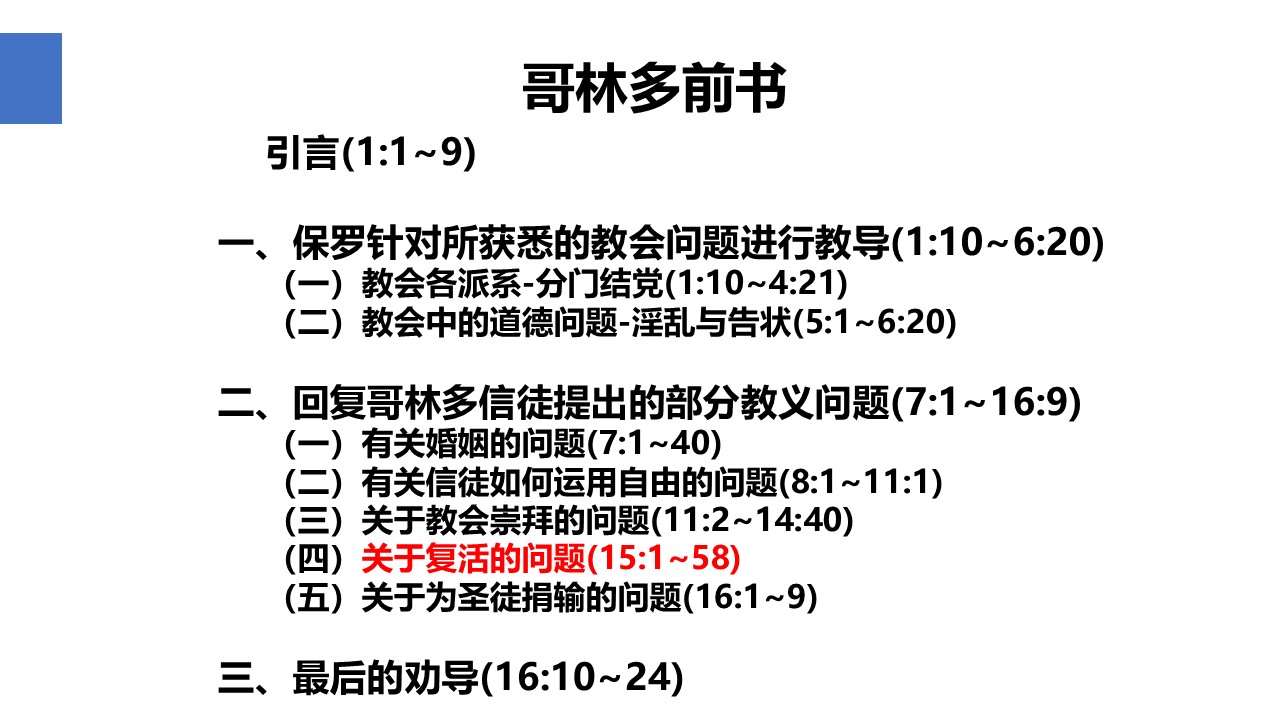 哥林多前书
引言(1:1~9)
一、保罗针对所获悉的教会问题进行教导(1:10~6:20)
（一）教会各派系-分门结党(1:10~4:21)
（二）教会中的道德问题-淫乱与告状(5:1~6:20)
二、回复哥林多信徒提出的部分教义问题(7:1~16:9)
（一）有关婚姻的问题(7:1~40)
（二）有关信徒如何运用自由的问题(8:1~11:1)
（三）关于教会崇拜的问题(11:2~14:40)
（四）关于复活的问题(15:1~58)
（五）关于为圣徒捐输的问题(16:1~9)
三、最后的劝导(16:10~24)